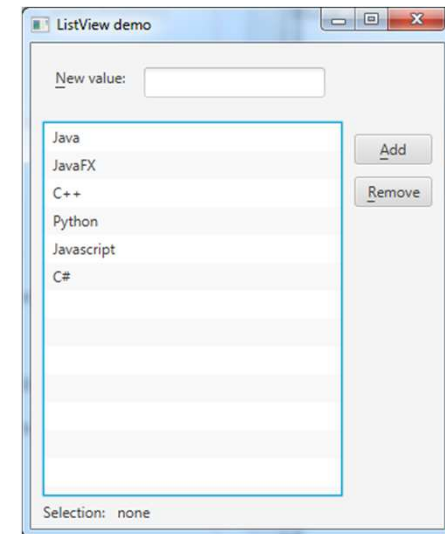 ListView demo
New value:
Java
JavaFX
C++
Python
Javascript
C#
Add
Remove
Selection: none